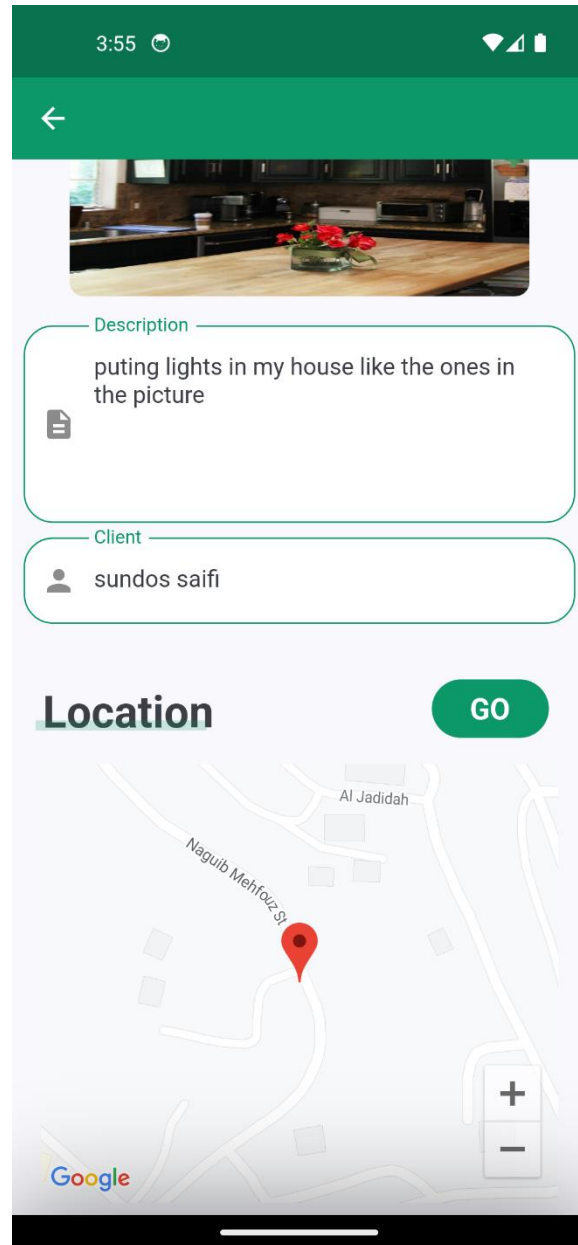 3:55
Description
puting lights in my house like the ones in
the picture
Client
sundos saifi
Location
GO
Al Jadidah
Naguib Mehfouz St
+
−
Google